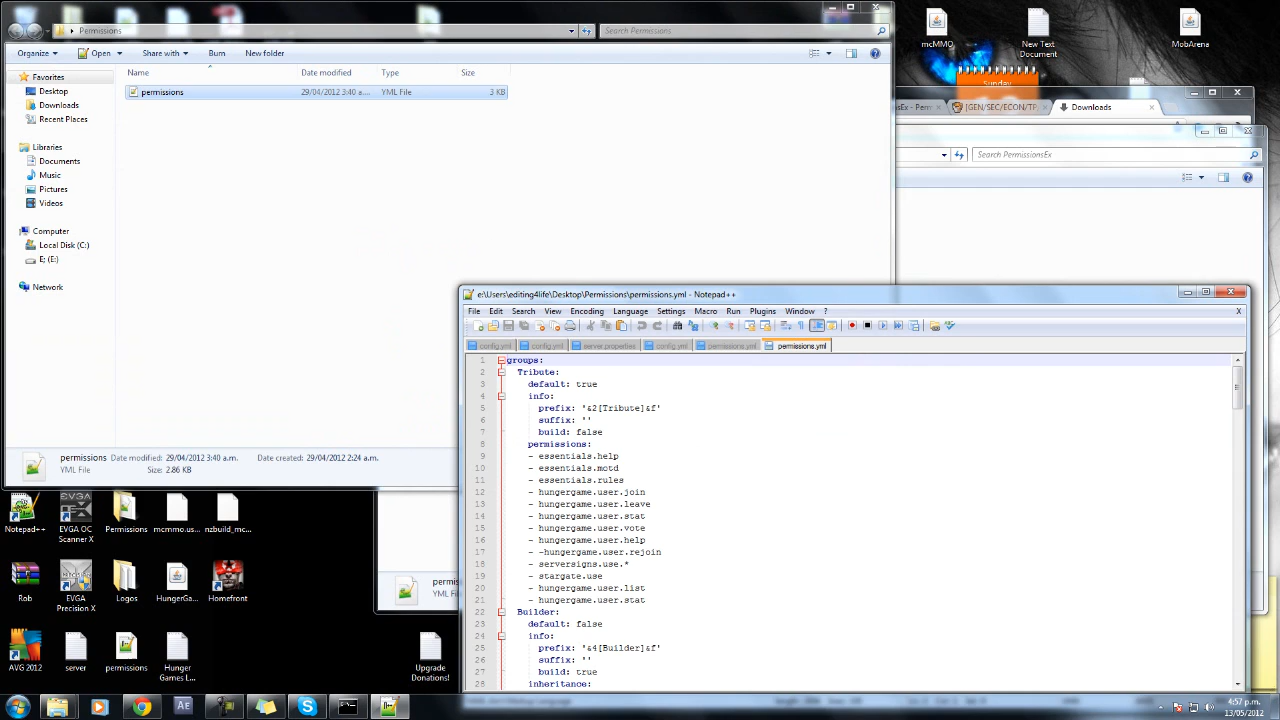 Permissions
Search Permissions
Organize
Open
Share with
Burn
New folder
Favorites
Desktop
Downloads
Recent Places
Libraries
Documents
Music
Pictures
Videos
Computer
Local Disk (C:)
E: (E:)
Network
Name
Date modified
Type
Size
permissions
29/04/2012 3:40 a....
YML File
3 KB
permissions
Date modified: 29/04/2012 3:40 a.m.
Date created: 29/04/2012 2:24 a.m.
YML File
Size: 2.86 KB
mcMMO
New Text Document
MobArena
Sunday
[GEN/SEC/ECON/TP
Downloads
Search PermissionsEx
YML File
e:\Users\editing4life\Desktop\Permissions\permissions.yml - Notepad++
File Edit Search View Encoding Language Settings Macro Run Plugins Window ?
X
config.yml
config.yml
server.properties
config.yml
permissions.yml
permissions.yml
1 groups:
2 Tribute:
3 default: true
4 info:
5 prefix: '&2[Tribute]&f'
6 suffix: ''
7 build: false
8 permissions:
9 - essentials.help
10 - essentials.motd
11 - essentials.rules
12 - hungergame.user.join
13 - hungergame.user.leave
14 - hungergame.user.stat
15 - hungergame.user.vote
16 - hungergame.user.help
17 - -hungergame.user.rejoin
18 - serversigns.use.*
19 - stargate.use
20 - hungergame.user.list
21 - hungergame.user.stat
22 Builder:
23 default: false
24 info:
25 prefix: '&4[Builder]&f'
26 suffix: ''
27 build: true
28 inheritance:
Notepad++
EVGA OC Scanner X
Permissions
mcmmo.us...
nzbuild_mc...
Rob
EVGA Precision X
Logos
HungerGa...
Homefront
AVG 2012
server
permissions
Hunger Games L...
Upgrade Donations!
4:57 p.m.
13/05/2012